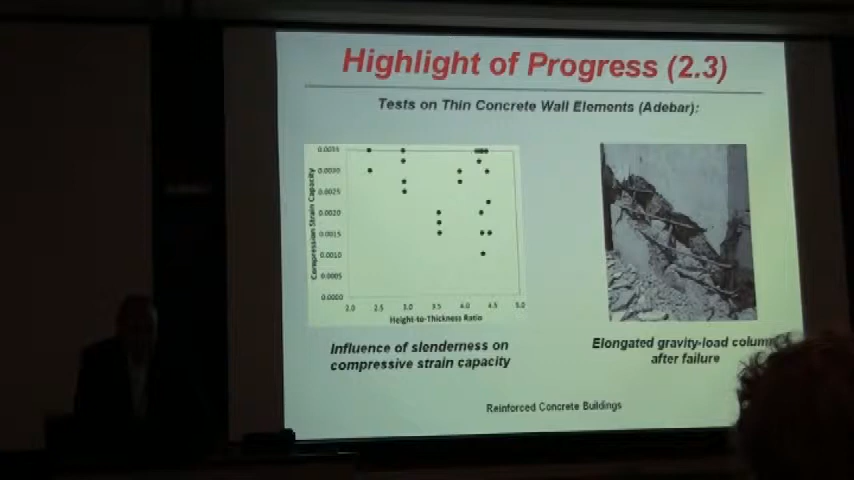 Highlight of Progress (2.3)
Tests on Thin Concrete Wall Elements (Adebar):
Compression Strain Capacity
0.0035
0.0030
0.0025
0.0020
0.0015
0.0010
0.0005
0.0000
2.0 2.5 3.0 3.5 4.0 4.5 5.0
Height-to-Thickness Ratio
Influence of slenderness on
compressive strain capacity
Elongated gravity-load colum
after failure
Reinforced Concrete Buildings